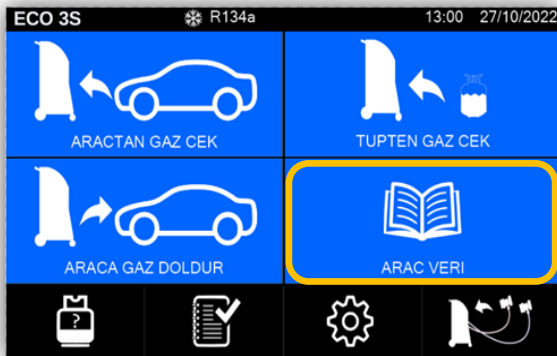 ECO 3S R134a 13:00 27/10/2022
ARACTAN GAZ CEK
TUPTEN GAZ CEK
ARACA GAZ DOLDUR
ARAC VERI
?